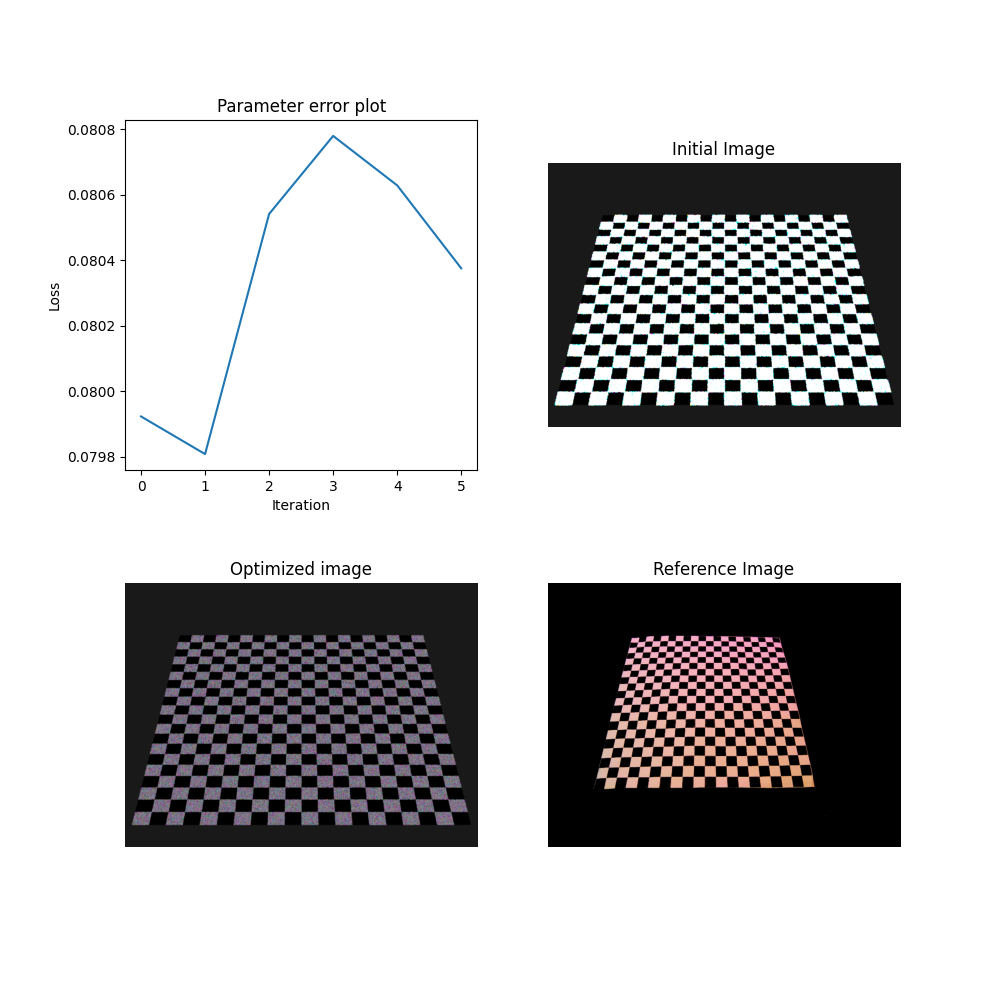 Parameter error plot
0.0808
0.0806
0.0804
0.0802
0.0800
0.0798
Loss
0 1 2 3 4 5
Iteration
Initial Image
Optimized image
Reference Image